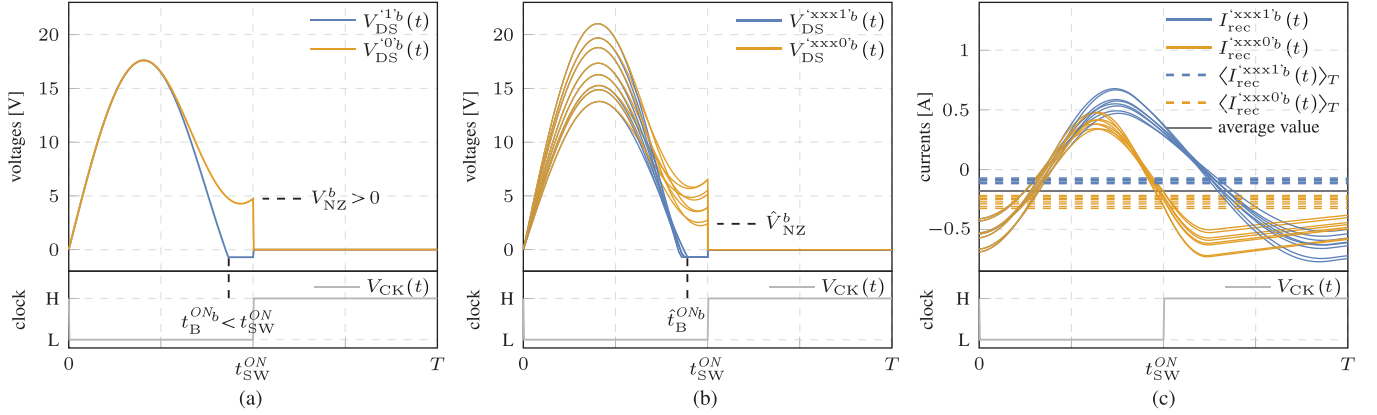 V_DS^{‘1’b}(t)
V_DS^{‘0’b}(t)
voltages [V]
20
15
10
5
0
V_NZ^b > 0
V_CK(t)
clock
H
L
t_B^{ONb} < t_SW^{ON}
0
t_SW^{ON}
T
(a)
V_DS^{‘xxx1’b}(t)
V_DS^{‘xxx0’b}(t)
voltages [V]
20
15
10
5
0
V̂_NZ^b
V_CK(t)
clock
H
L
t̂_B^{ONb}
0
t_SW^{ON}
T
(b)
I_rec^{‘xxx1’b}(t)
I_rec^{‘xxx0’b}(t)
⟨I_rec^{‘xxx1’b}(t)⟩_T
⟨I_rec^{‘xxx0’b}(t)⟩_T
average value
currents [A]
1
0.5
0
−0.5
V_CK(t)
clock
H
L
0
t_SW^{ON}
T
(c)